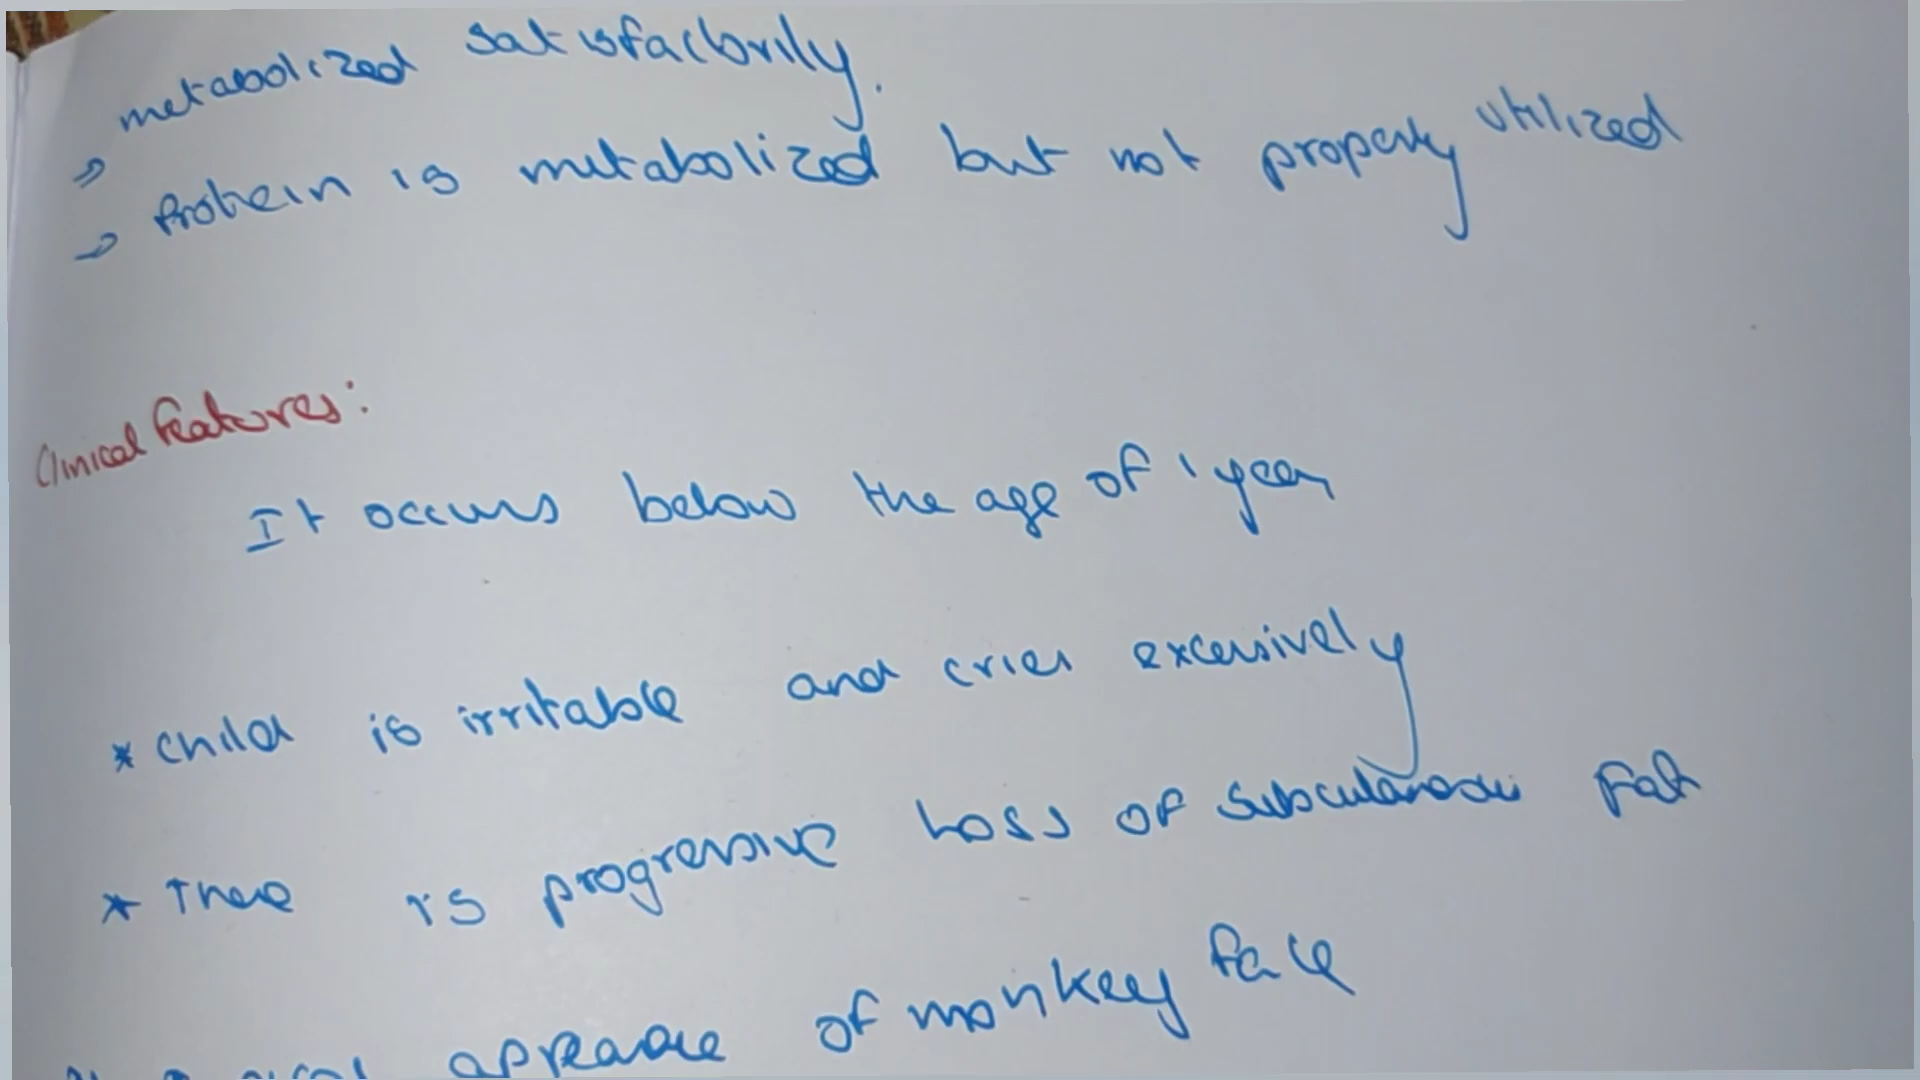 metabolized satisfactorily.
→ Protein is metabolized but not properly utilized
Clinical Features:
It occurs below the age of 1 year
* Child is irritable and cries excessively
* There is progressive Loss of subcutaneous Fat
appearance of monkey face